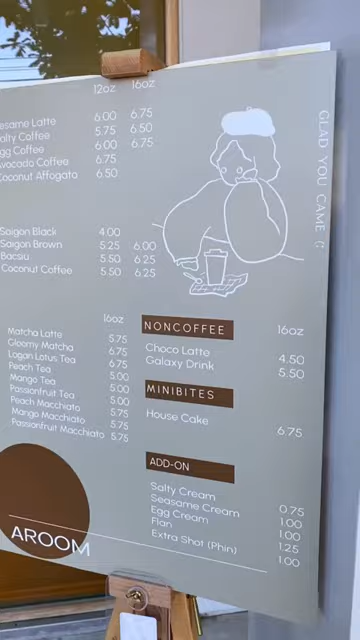 12oz 16oz
esame Latte 6.00 6.75
alty Coffee 5.75 6.50
gg Coffee 6.00 6.75
vocado Coffee 6.75
Coconut Affogato 6.50
GLAD YOU CAME (:
Saigon Black 4.00
Saigon Brown 5.25 6.00
Bacsiu 5.50 6.25
Coconut Coffee 5.50 6.25
16oz
Matcha Latte 5.75
Gleemy Matcha 6.75
Logan Lotus Tea 6.75
Peach Tea 5.00
Mango Tea 5.00
Passionfruit Tea 5.00
Peach Macchiato 5.75
Mango Macchiato 5.75
Passionfruit Macchiato 5.75
NONCOFFEE 16oz
Choco Latte 4.50
Galaxy Drink 5.50
MINIBITES
House Cake 6.75
ADD-ON
Salty Cream 0.75
Seasame Cream 1.00
Egg Cream 1.00
Flan 1.25
Extra Shot (Phin) 1.00
AROOM